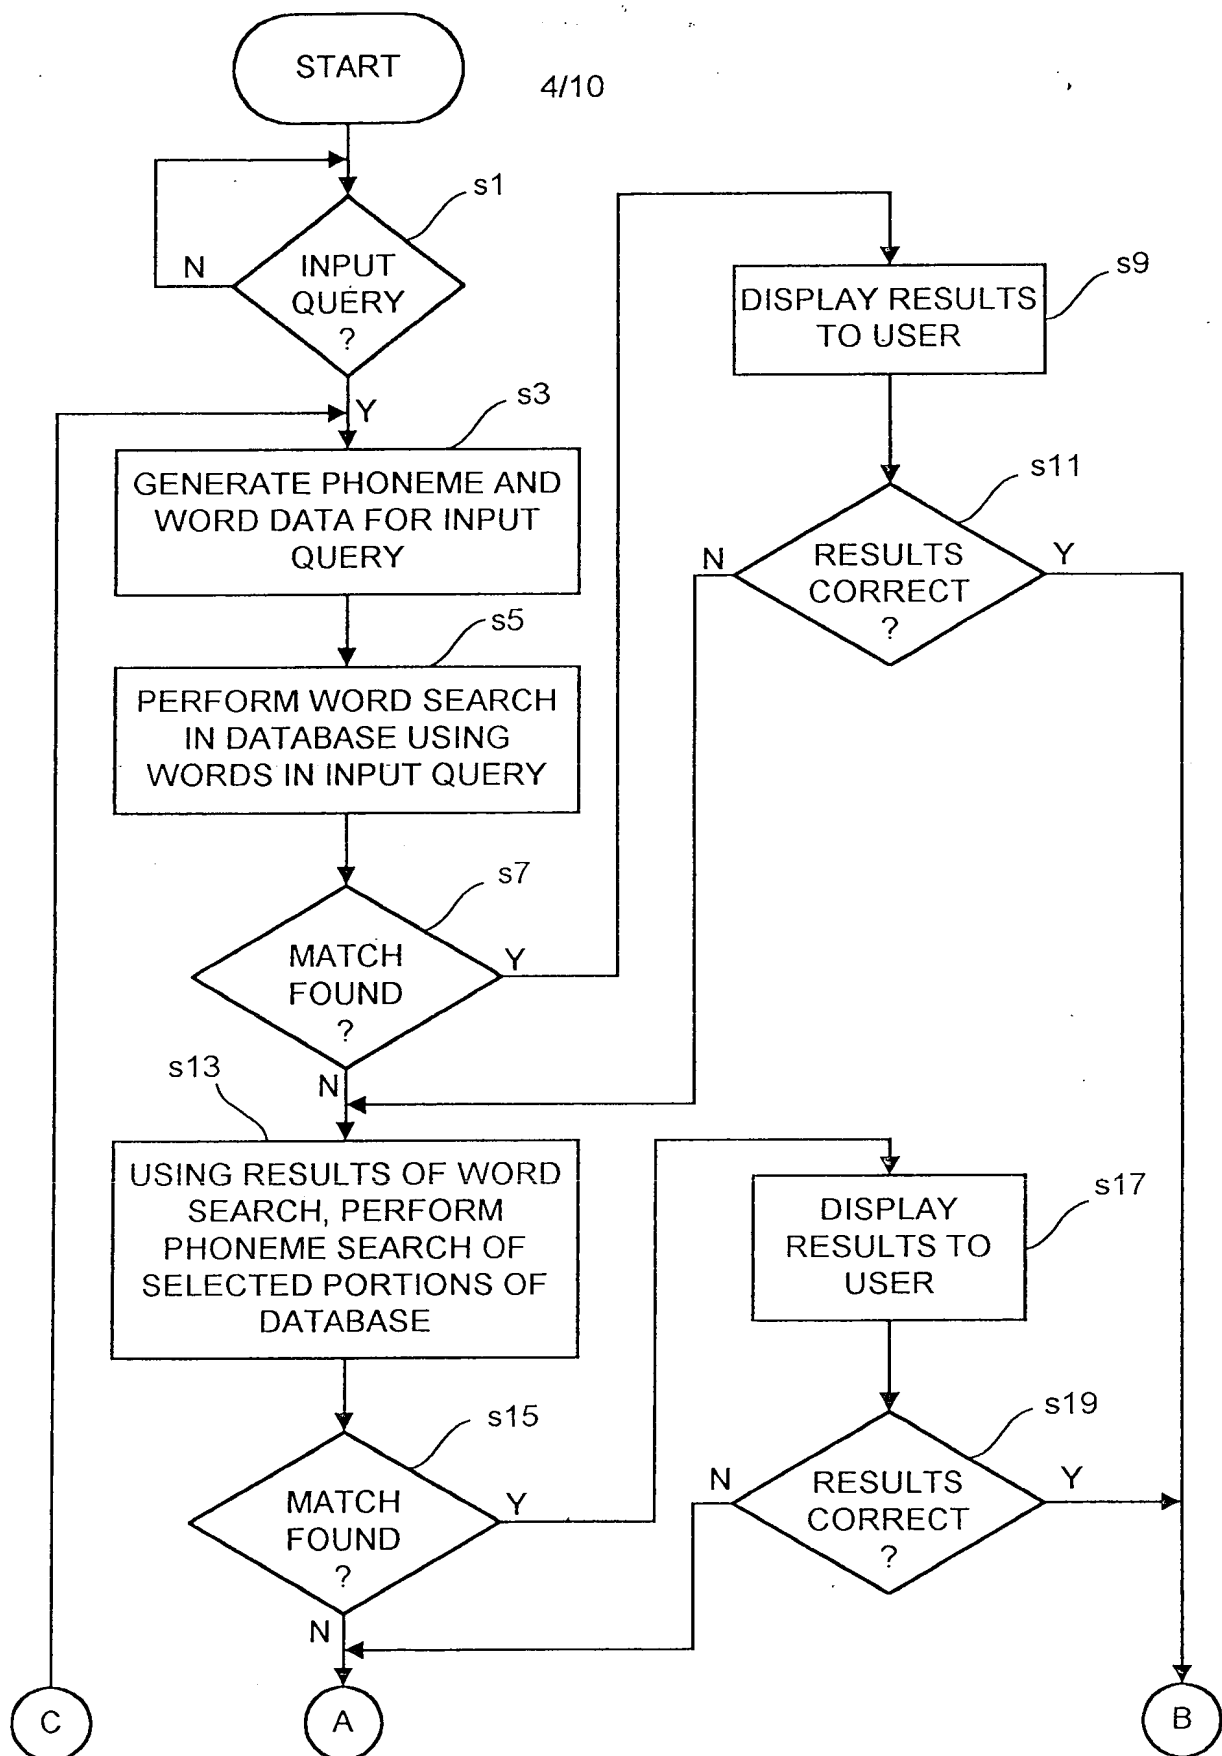 START
4/10
s1
N
INPUT
QUERY
?
s9
DISPLAY RESULTS
TO USER
Y
s3
GENERATE PHONEME AND
WORD DATA FOR INPUT
QUERY
s11
N
RESULTS
CORRECT
?
Y
s5
PERFORM WORD SEARCH
IN DATABASE USING
WORDS IN INPUT QUERY
s7
MATCH
FOUND
?
Y
N
s13
USING RESULTS OF WORD
SEARCH, PERFORM
PHONEME SEARCH OF
SELECTED PORTIONS OF
DATABASE
s17
DISPLAY
RESULTS TO
USER
s15
MATCH
FOUND
?
Y
N
s19
N
RESULTS
CORRECT
?
Y
C
A
B